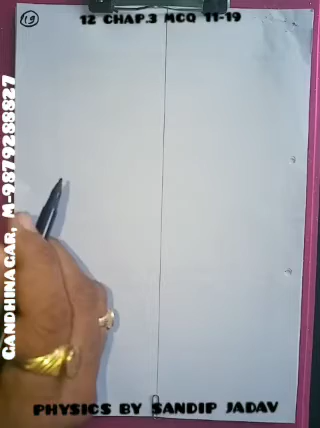 19
12 CHAP.3 MCQ 11-19
GANDHINAGAR, M-9879288827
PHYSICS BY SANDIP JADAV